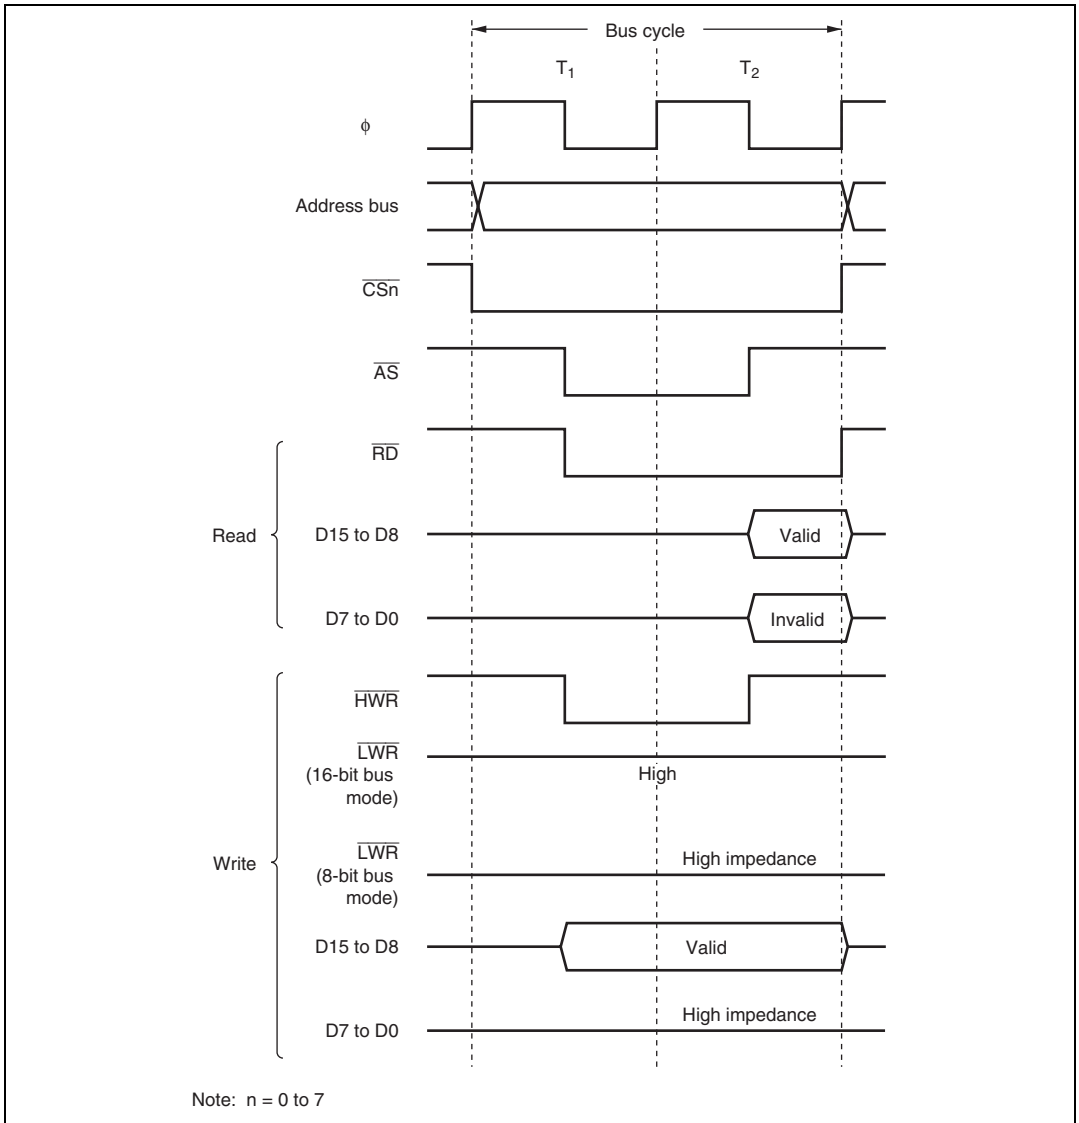 Bus cycle
T1 T2
φ
Address bus
CSn
AS
RD
Read
D15 to D8 Valid
D7 to D0 Invalid
HWR
LWR
(16-bit bus
mode)
High
Write
LWR
(8-bit bus
mode)
High impedance
D15 to D8 Valid
D7 to D0 High impedance
Note: n = 0 to 7